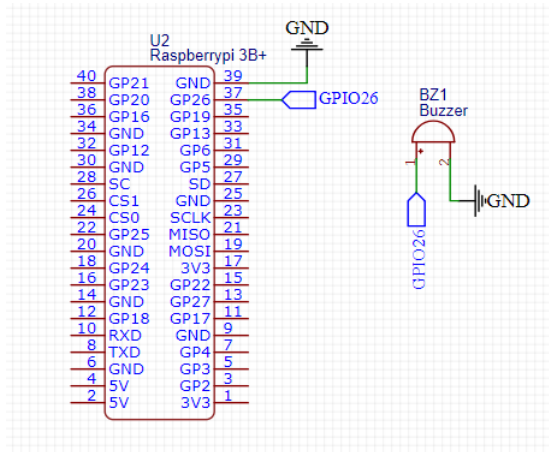 GND
U2
Raspberrypi 3B+
40 GP21 GND 39
38 GP20 GP26 37 GPIO26
36 GP16 GP19 35
34 GND GP13 33
32 GP12 GP6 31
30 GND GP5 29
28 SC SD 27
26 CS1 GND 25
24 CS0 SCLK 23
22 GP25 MISO 21
20 GND MOSI 19
18 GP24 3V3 17
16 GP23 GP22 15
14 GND GP27 13
12 GP18 GP17 11
10 RXD GND 9
8 TXD GP4 7
6 GND GP3 5
4 5V GP2 3
2 5V 3V3 1
BZ1
Buzzer
1 + 2
GND
GPIO26